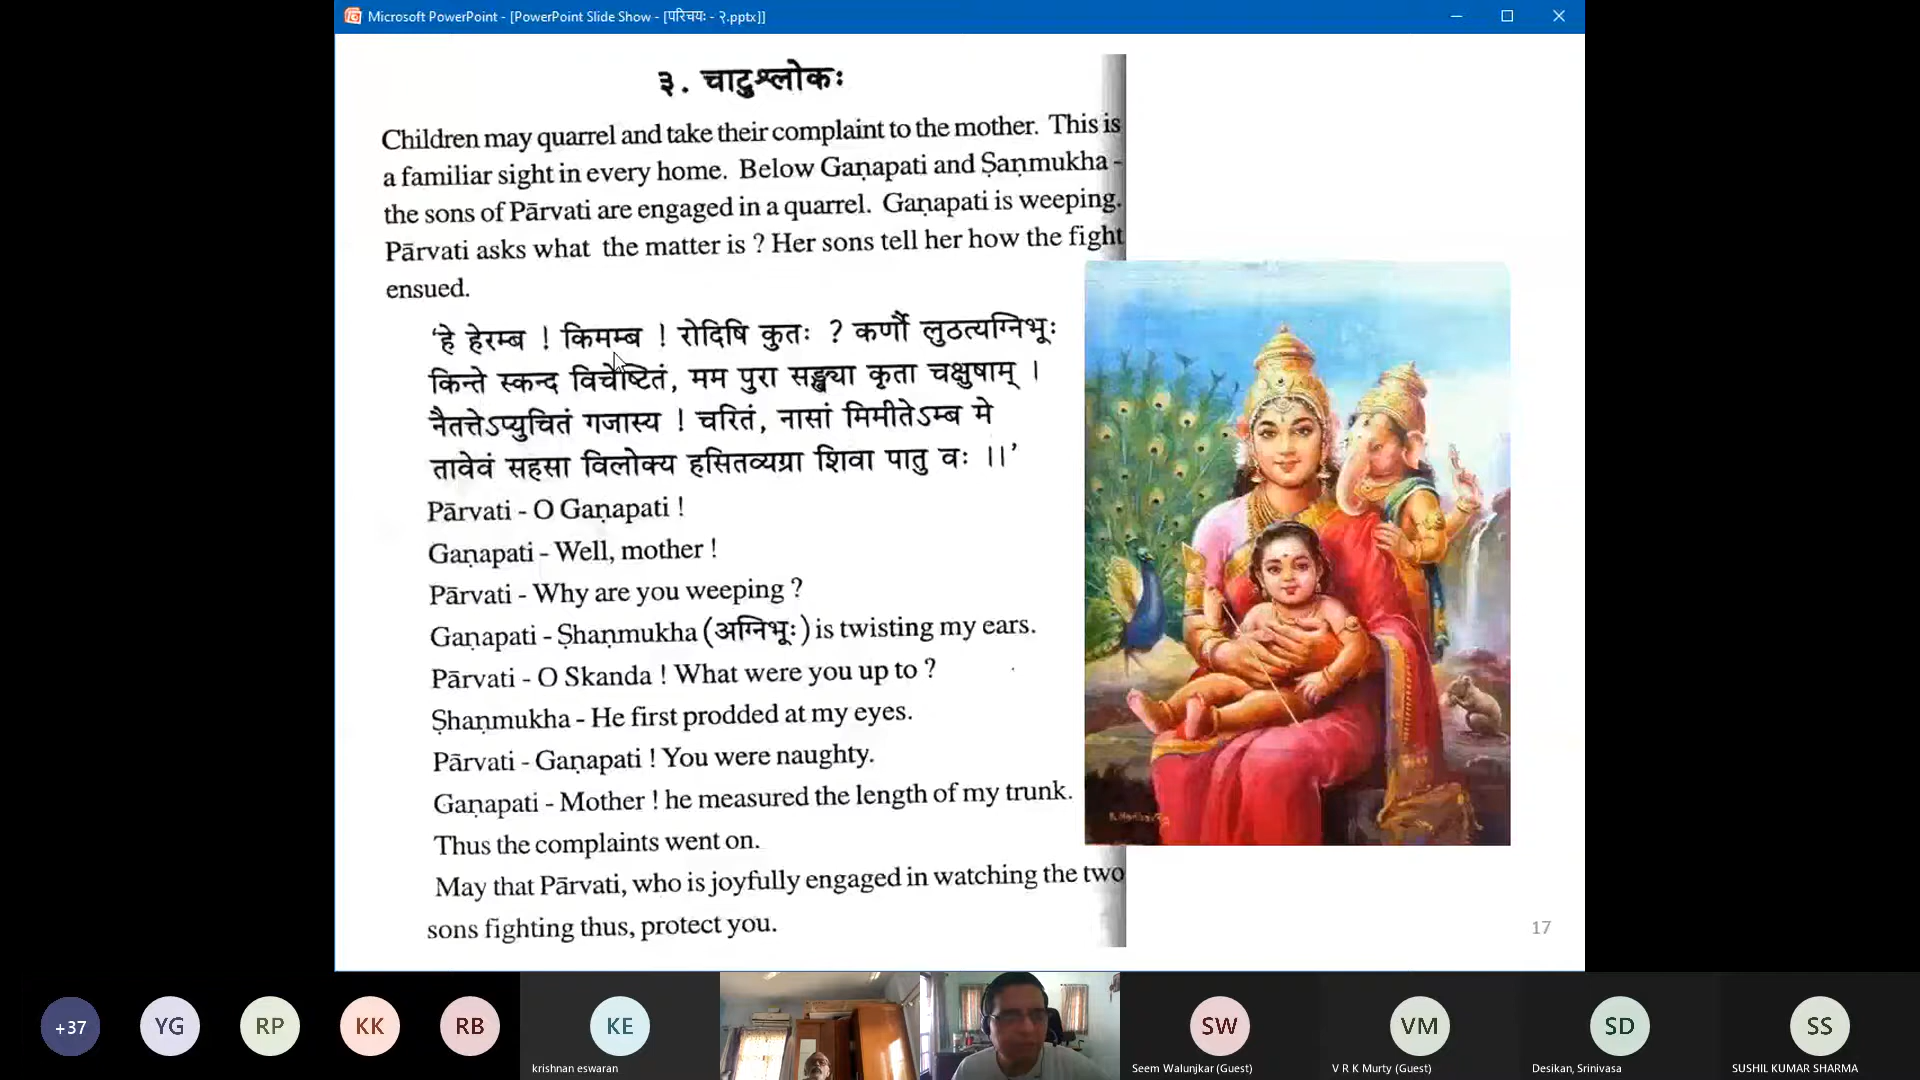 Microsoft PowerPoint - [PowerPoint Slide Show - [परिचयः - २.pptx]]
३. चाटुश्लोकः
Children may quarrel and take their complaint to the mother. This is
a familiar sight in every home. Below Gaṇapati and Ṣaṇmukha -
the sons of Pārvati are engaged in a quarrel. Gaṇapati is weeping.
Pārvati asks what the matter is ? Her sons tell her how the fight
ensued.
‘हे हेरम्ब ! किमम्ब ! रोदिषि कुतः ? कर्णौ लुठत्यग्निभूः
किन्ते स्कन्द विचेष्टितं, मम पुरा सङ्ख्या कृता चक्षुषाम् ।
नैतत्तेऽप्युचितं गजास्य ! चरितं, नासां मिमीतेऽम्ब मे
तावेवं सहसा विलोक्य हसितव्यग्रा शिवा पातु वः ।।’
Pārvati - O Gaṇapati !
Gaṇapati - Well, mother !
Pārvati - Why are you weeping ?
Gaṇapati - Ṣhaṇmukha (अग्निभूः) is twisting my ears.
Pārvati - O Skanda ! What were you up to ?
Ṣhaṇmukha - He first prodded at my eyes.
Pārvati - Gaṇapati ! You were naughty.
Gaṇapati - Mother ! he measured the length of my trunk.
Thus the complaints went on.
May that Pārvati, who is joyfully engaged in watching the two
sons fighting thus, protect you.
17
+37
YG
RP
KK
RB
KE
krishnan eswaran
SW
Seem Walunjkar (Guest)
VM
V R K Murty (Guest)
SD
Desikan, Srinivasa
SS
SUSHIL KUMAR SHARMA